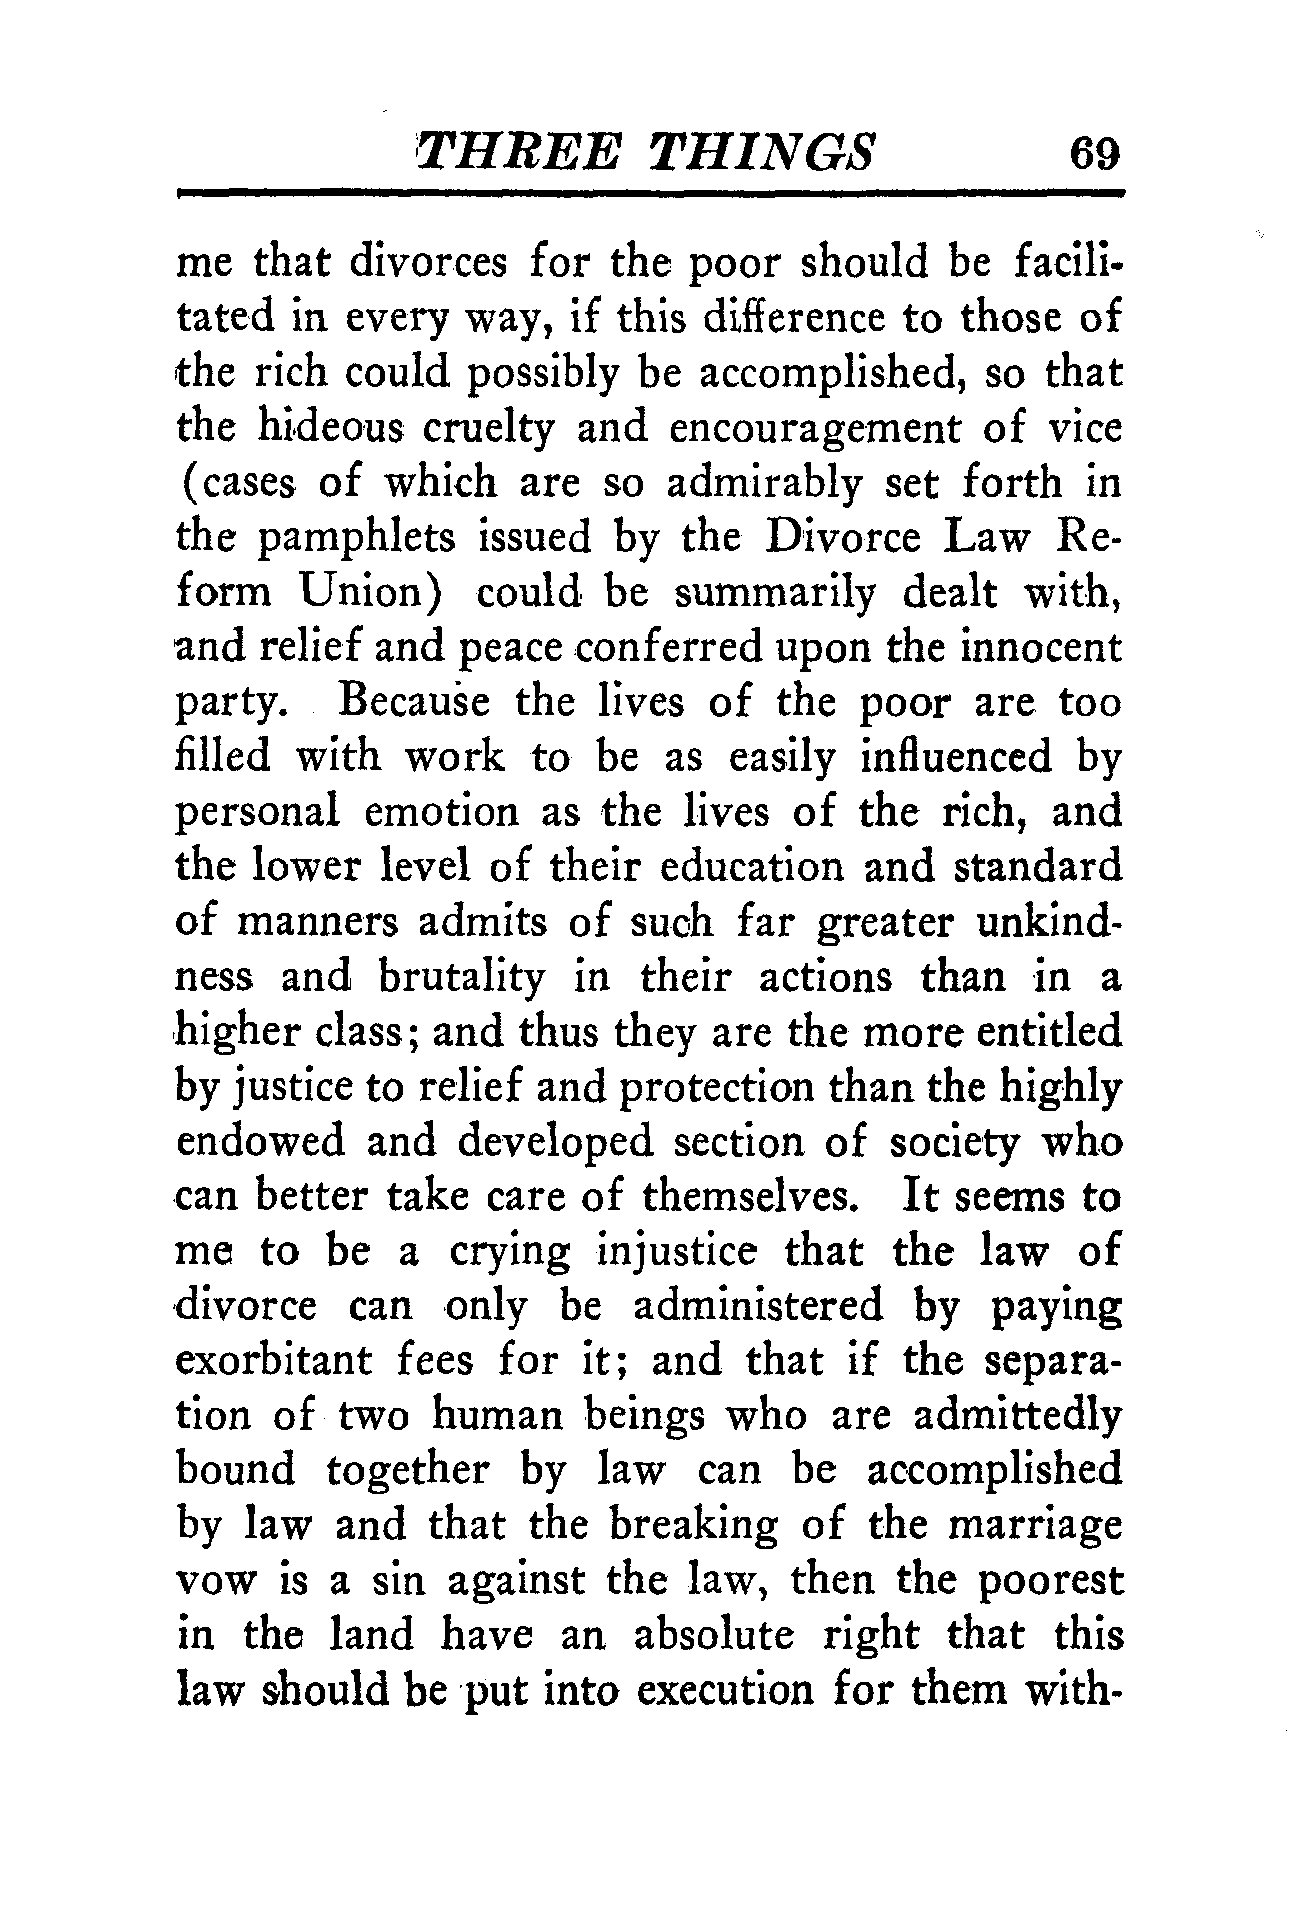 THREE THINGS 69
me that divorces for the poor should be facili-
tated in every way, if this difference to those of
the rich could possibly be accomplished, so that
the hideous cruelty and encouragement of vice
(cases of which are so admirably set forth in
the pamphlets issued by the Divorce Law Re-
form Union) could be summarily dealt with,
and relief and peace conferred upon the innocent
party. Because the lives of the poor are too
filled with work to be as easily influenced by
personal emotion as the lives of the rich, and
the lower level of their education and standard
of manners admits of such far greater unkind-
ness and brutality in their actions than in a
higher class; and thus they are the more entitled
by justice to relief and protection than the highly
endowed and developed section of society who
can better take care of themselves. It seems to
me to be a crying injustice that the law of
divorce can only be administered by paying
exorbitant fees for it; and that if the separa-
tion of two human beings who are admittedly
bound together by law can be accomplished
by law and that the breaking of the marriage
vow is a sin against the law, then the poorest
in the land have an absolute right that this
law should be put into execution for them with-